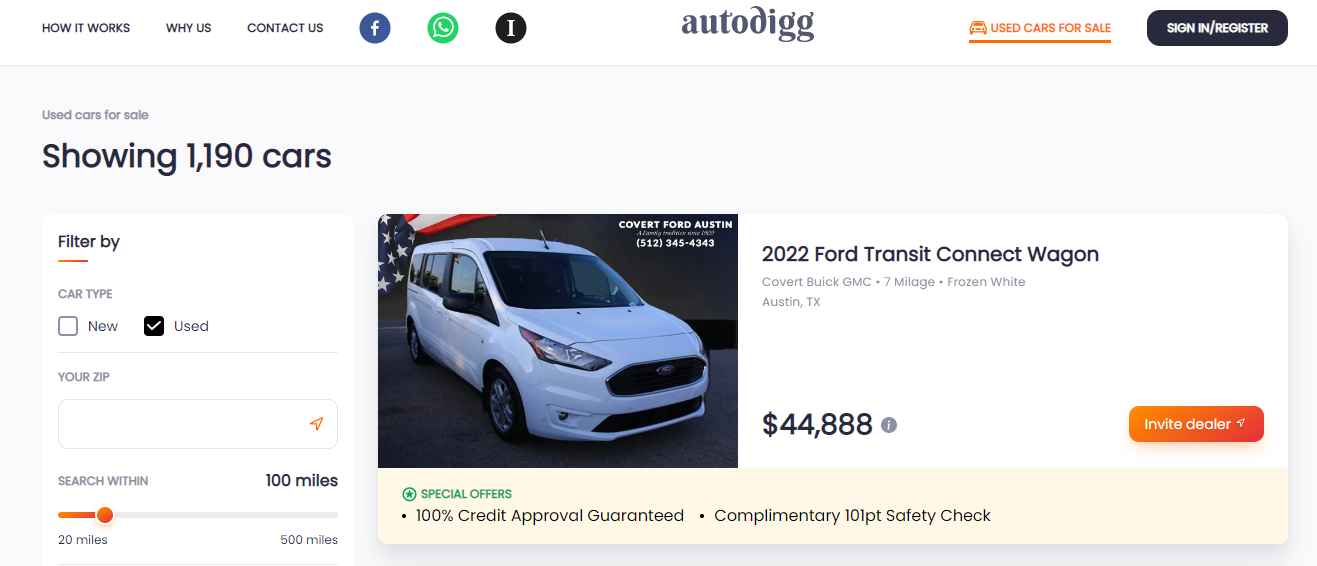 HOW IT WORKS WHY US CONTACT US autodigg USED CARS FOR SALE SIGN IN/REGISTER
Used cars for sale
Showing 1,190 cars
Filter by
CAR TYPE
New Used
YOUR ZIP
SEARCH WITHIN 100 miles
20 miles 500 miles
COVERT FORD AUSTIN
A Family tradition since 1909
(512) 345-4343
2022 Ford Transit Connect Wagon
Covert Buick GMC • 7 Milage • Frozen White
Austin, TX
$44,888
Invite dealer
SPECIAL OFFERS
• 100% Credit Approval Guaranteed • Complimentary 101pt Safety Check